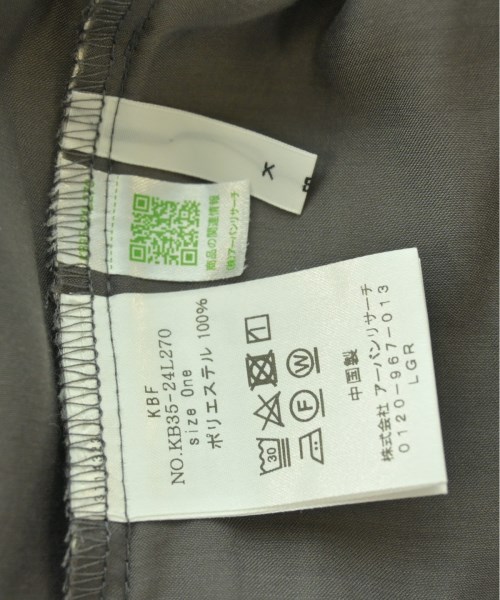 K
商品の関連情報
(株)アーバンリサーチ
KBF
NO.KB35-24L270
size One
ポリエステル 100%
30
F
W
中国製
株式会社 アーバンリサーチ
0120-967-013
LGR